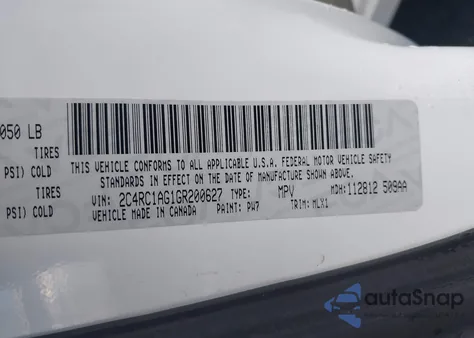 050 LB
TIRES
PSI) COLD
TIRES
PSI) COLD
THIS VEHICLE CONFORMS TO ALL APPLICABLE U.S.A. FEDERAL MOTOR VEHICLE SAFETY
STANDARDS IN EFFECT ON THE DATE OF MANUFACTURE SHOWN ABOVE.
VIN: 2C4RC1AG1GR200627 TYPE: MPV MDH: 112812 509AA
VEHICLE MADE IN CANADA PAINT: PW7 TRIM: MLX1
autoSnap